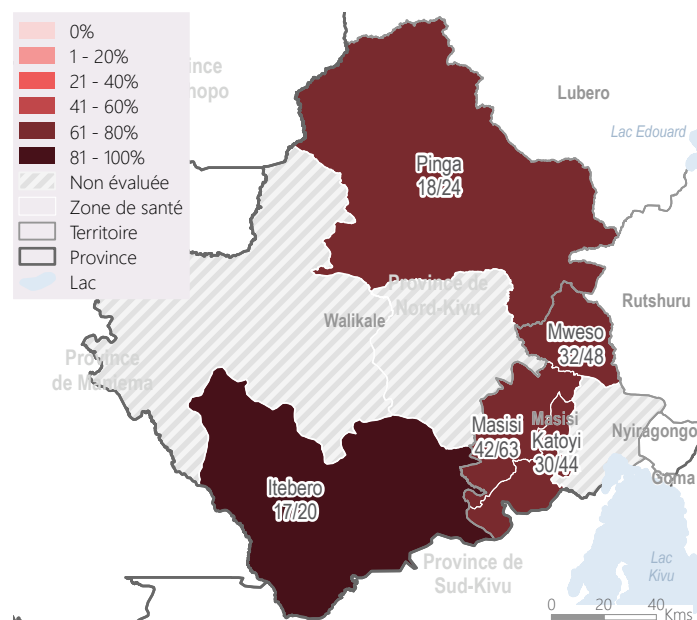 0%
1 - 20%
21 - 40%
41 - 60%
61 - 80%
81 - 100%
Non évaluée
Zone de santé
Territoire
Province
Lac
Lubero
Lac Edouard
Pinga
18/24
Province de
Nord-Kivu
Rutshuru
Walikale
Mweso
32/48
Province
de Maniema
Masisi
Masisi
42/63
Katoyi
30/44
Nyiragongo
Goma
Itebero
17/20
Province de
Sud-Kivu
Lac
Kivu
0 20 40
Kms